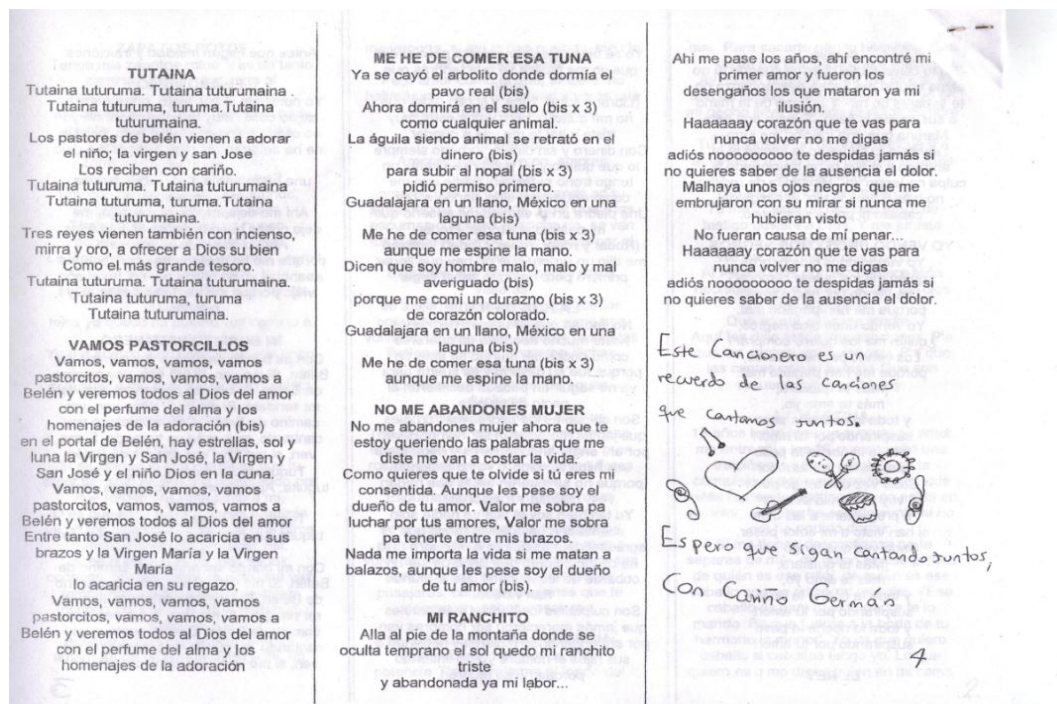 TUTAINA
Tutaina tuturuma. Tutaina tuturumaina .
Tutaina tuturuma, turuma.Tutaina
tuturumaina.
Los pastores de belén vienen a adorar
el niño; la virgen y san Jose
Los reciben con cariño.
Tutaina tuturuma. Tutaina tuturumaina
Tutaina tuturuma, turuma.Tutaina
tuturumaina.
Tres reyes vienen también con incienso,
mirra y oro, a ofrecer a Dios su bien
Como el más grande tesoro.
Tutaina tuturuma. Tutaina tuturumaina.
Tutaina tuturuma, turuma
Tutaina tuturumaina.
VAMOS PASTORCILLOS
Vamos, vamos, vamos, vamos
pastorcitos, vamos, vamos, vamos a
Belén y veremos todos al Dios del amor
con el perfume del alma y los
homenajes de la adoración (bis)
en el portal de Belén, hay estrellas, sol y
luna la Virgen y San José, la Virgen y
San José y el niño Dios en la cuna.
Vamos, vamos, vamos, vamos
pastorcitos, vamos, vamos, vamos a
Belén y veremos todos al Dios del amor
Entre tanto San José lo acaricia en sus
brazos y la Virgen María y la Virgen
María
lo acaricia en su regazo.
Vamos, vamos, vamos, vamos
pastorcitos, vamos, vamos, vamos a
Belén y veremos todos al Dios del amor
con el perfume del alma y los
homenajes de la adoración
ME HE DE COMER ESA TUNA
Ya se cayó el arbolito donde dormía el
pavo real (bis)
Ahora dormirá en el suelo (bis x 3)
como cualquier animal.
La águila siendo animal se retrató en el
dinero (bis)
para subir al nopal (bis x 3)
pidió permiso primero.
Guadalajara en un llano, México en una
laguna (bis)
Me he de comer esa tuna (bis x 3)
aunque me espine la mano.
Dicen que soy hombre malo, malo y mal
averiguado (bis)
porque me comi un durazno (bis x 3)
de corazón colorado.
Guadalajara en un llano, México en una
laguna (bis)
Me he de comer esa tuna (bis x 3)
aunque me espine la mano.
NO ME ABANDONES MUJER
No me abandones mujer ahora que te
estoy queriendo las palabras que me
diste me van a costar la vida.
Como quieres que te olvide si tú eres mi
consentida. Aunque les pese soy el
dueño de tu amor. Valor me sobra pa
luchar por tus amores, Valor me sobra
pa tenerte entre mis brazos.
Nada me importa la vida si me matan a
balazos, aunque les pese soy el dueño
de tu amor (bis).
MI RANCHITO
Alla al pie de la montaña donde se
oculta temprano el sol quedo mi ranchito
triste
y abandonada ya mi labor...
Ahi me pase los años, ahí encontré mi
primer amor y fueron los
desengaños los que mataron ya mi
ilusión.
Haaaaaay corazón que te vas para
nunca volver no me digas
adiós nooooooooo te despidas jamás si
no quieres saber de la ausencia el dolor.
Malhaya unos ojos negros que me
embrujaron con su mirar si nunca me
hubieran visto
No fueran causa de mí penar.
Haaaaaay corazón que te vas para
nunca volver no me digas
adiós nooooooooo te despidas jamás si
no quieres saber de la ausencia el dolor.
Este Cancionero es un
recuerdo de las Canciones
que cantamos juntos.
Espero que sigan cantando juntos,
Con Cariño Germán
4